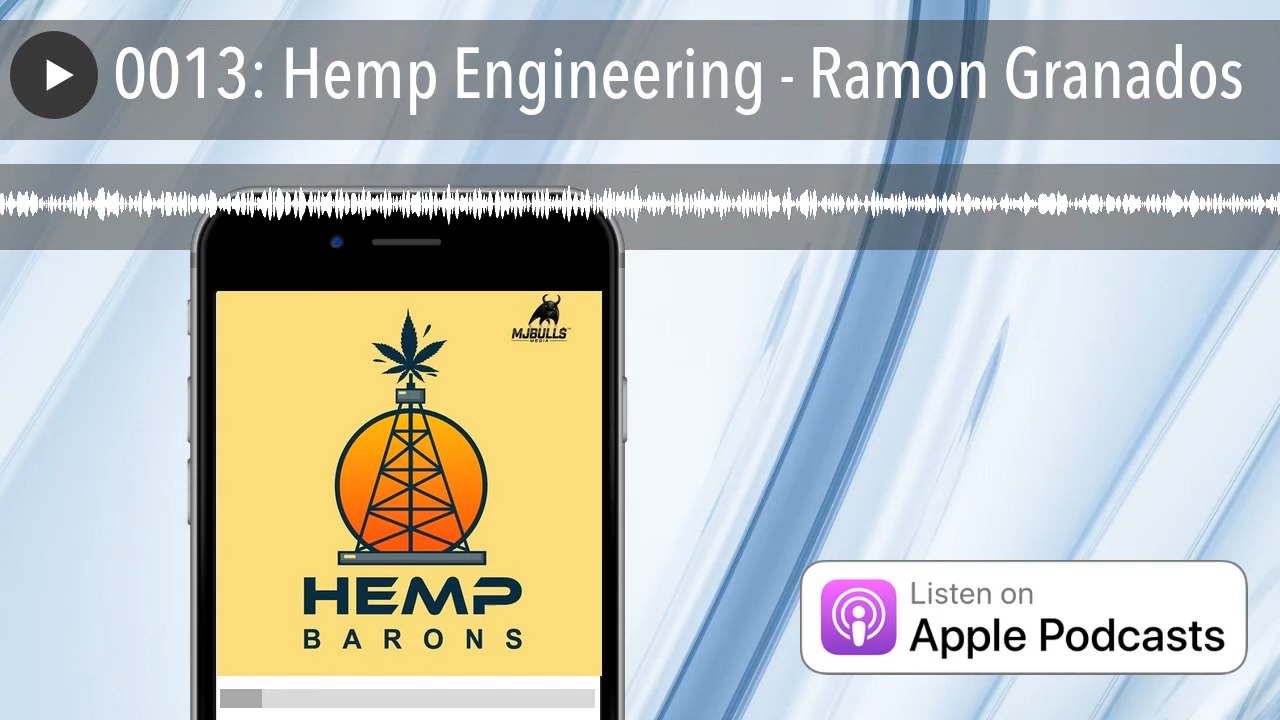 0013: Hemp Engineering - Ramon Granados
MJBULLS
MEDIA
HEMP
BARONS
Listen on
Apple Podcasts